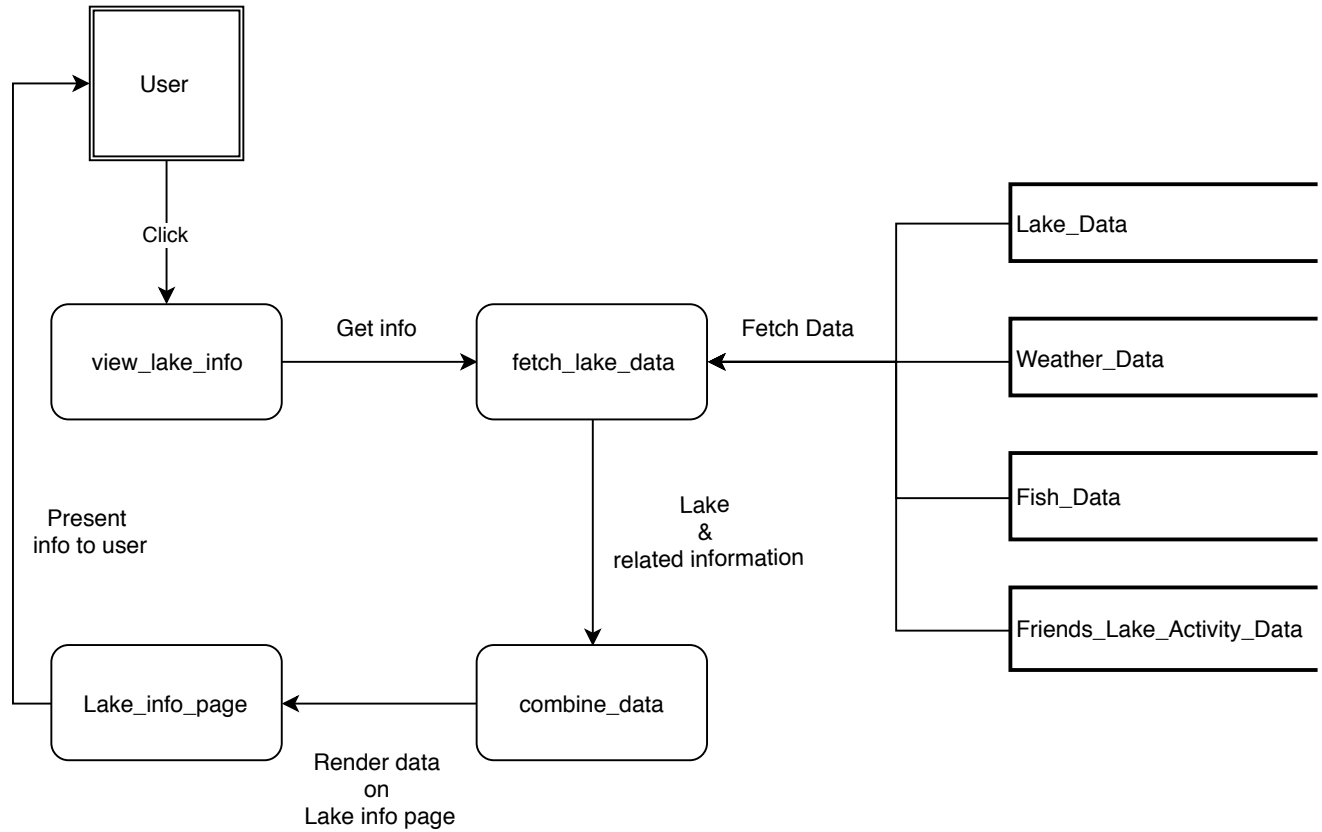 User
Click
Lake_Data
Get info
Fetch Data
view_lake_info
fetch_lake_data
Weather_Data
Fish_Data
Present
info to user
Lake
&
related information
Friends_Lake_Activity_Data
Lake_info_page
combine_data
Render data
on
Lake info page